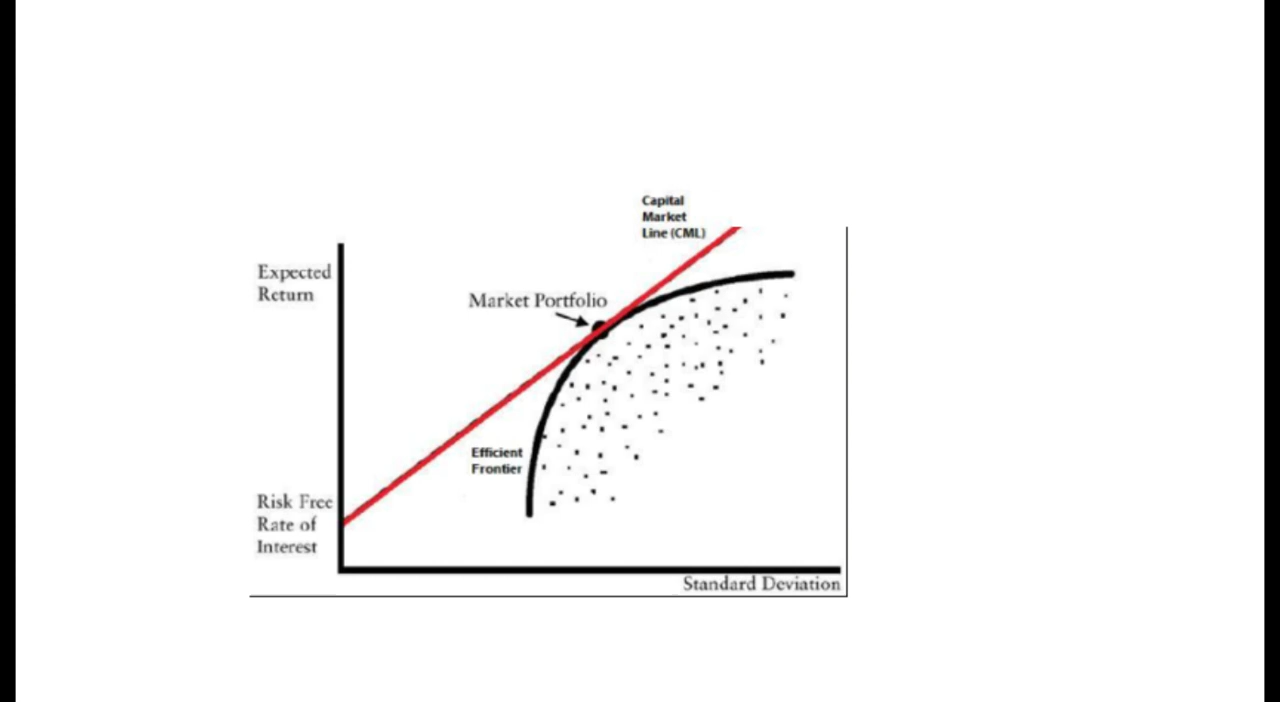 Capital
Market
Line (CML)
Expected
Return
Market Portfolio
Efficient
Frontier
Risk Free
Rate of
Interest
Standard Deviation